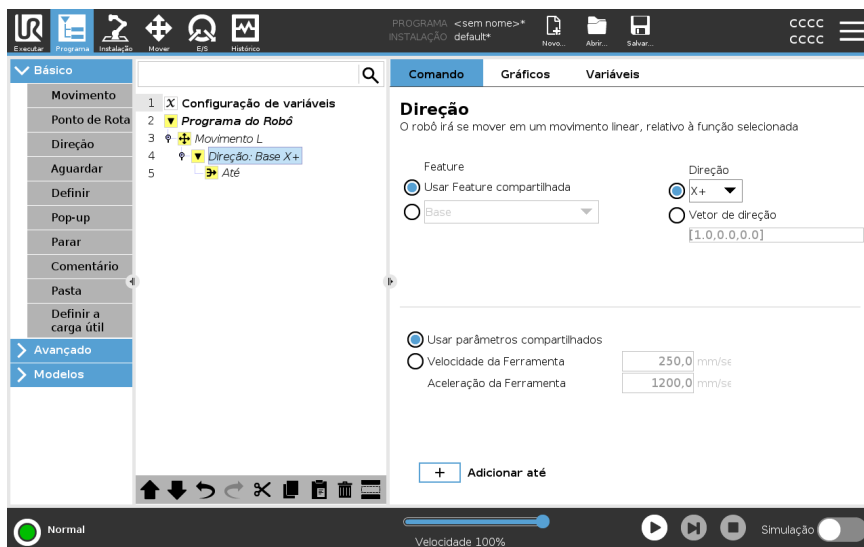 PROGRAMA <sem nome>*
INSTALAÇÃO default*
UR
Executar
Programa
Instalação
Mover
E/S
Histórico
Novo...
Abrir...
Salvar...
CCCC
CCCC
Básico
Movimento
Ponto de Rota
Direção
Aguardar
Definir
Pop-up
Parar
Comentário
Pasta
Definir a
carga útil
Avançado
Modelos
1 X Configuração de variáveis
2 Programa do Robô
3 Movimento L
4 Direção: Base X+
5 Até
Comando Gráficos Variáveis
Direção
O robô irá se mover em um movimento linear, relativo à função selecionada
Feature
Usar Feature compartilhada
Base
Direção
X+
Vetor de direção
[1.0,0.0,0.0]
Usar parâmetros compartilhados
Velocidade da Ferramenta 250,0 mm/se
Aceleração da Ferramenta 1200,0 mm/se
+ Adicionar até
Normal
Velocidade 100%
Simulação